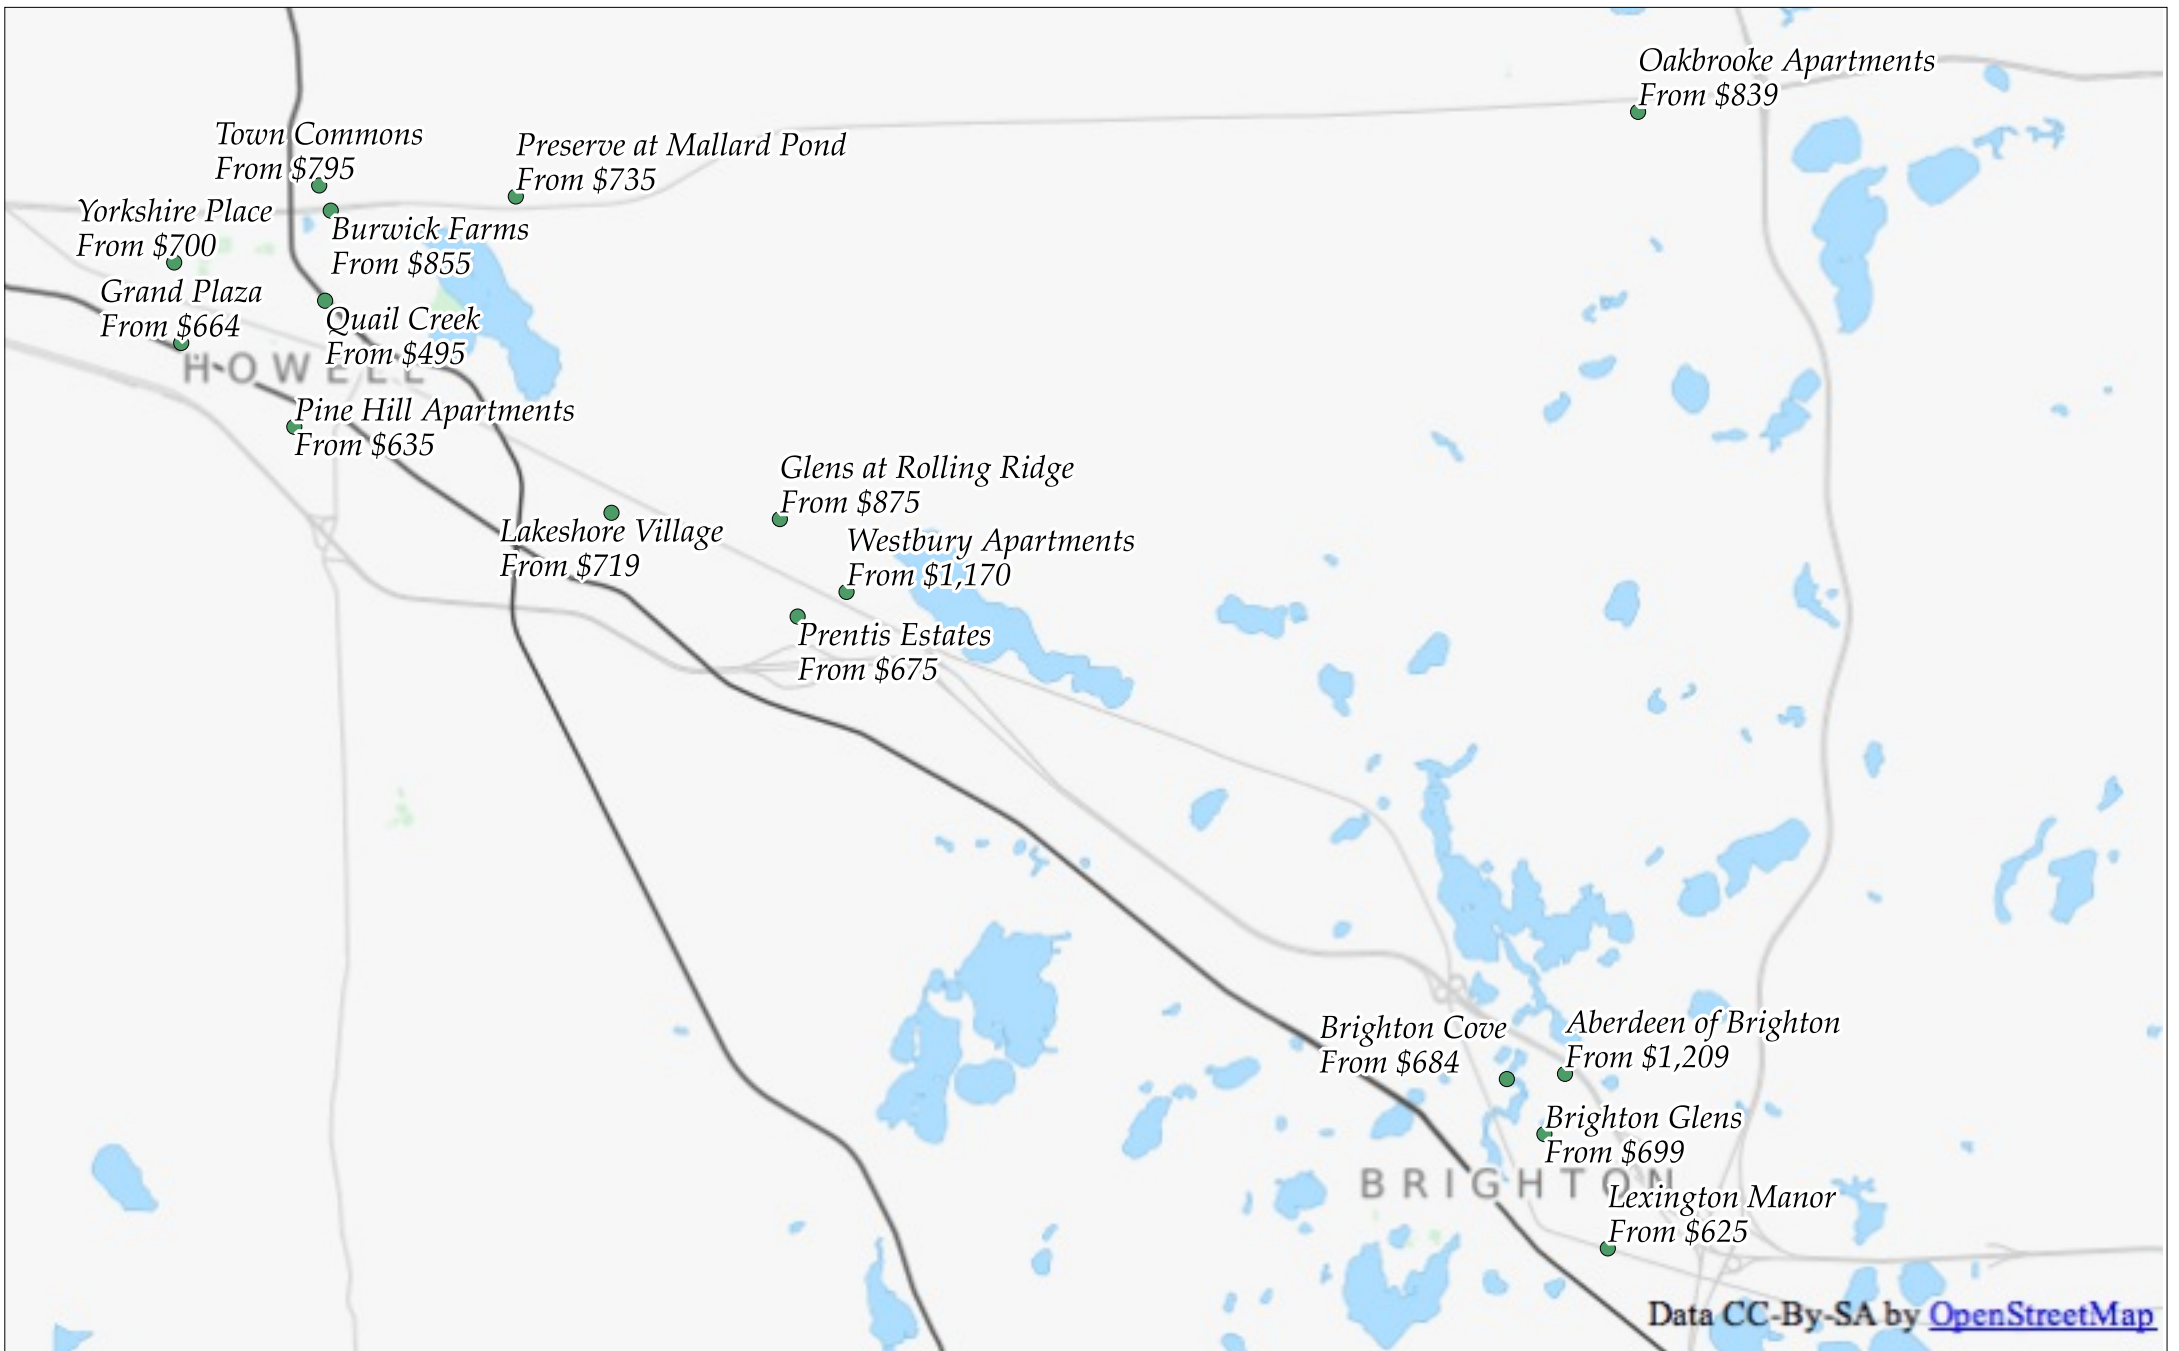 Oakbrooke Apartments
From $839
Town Commons
From $795
Preserve at Mallard Pond
From $735
Yorkshire Place
From $700
Burwick Farms
From $855
Grand Plaza
From $664
Quail Creek
From $495
HOWELL
Pine Hill Apartments
From $635
Glens at Rolling Ridge
From $875
Lakeshore Village
From $719
Westbury Apartments
From $1,170
Prentis Estates
From $675
Brighton Cove
From $684
Aberdeen of Brighton
From $1,209
Brighton Glens
From $699
BRIGHTON
Lexington Manor
From $625
Data CC-By-SA by OpenStreetMap